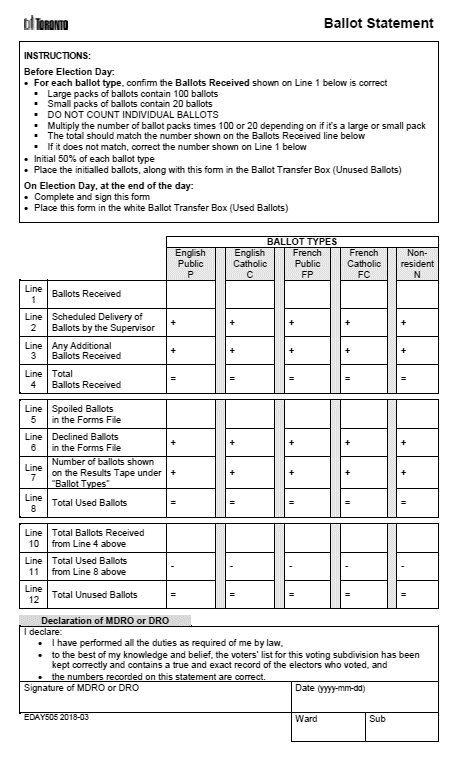 TORONTO
Ballot Statement
INSTRUCTIONS:
Before Election Day:
• For each ballot type, confirm the Ballots Received shown on Line 1 below is correct
▪ Large packs of ballots contain 100 ballots
▪ Small packs of ballots contain 20 ballots
▪ DO NOT COUNT INDIVIDUAL BALLOTS
▪ Multiply the number of ballot packs times 100 or 20 depending on if it's a large or small pack
▪ The total should match the number shown on the Ballots Received line below
▪ If it does not match, correct the number shown on Line 1 below
• Initial 50% of each ballot type
• Place the initialled ballots, along with this form in the Ballot Transfer Box (Unused Ballots)
On Election Day, at the end of the day:
• Complete and sign this form
• Place this form in the white Ballot Transfer Box (Used Ballots)
BALLOT TYPES
English Public P
English Catholic C
French Public FP
French Catholic FC
Non-resident N
Line 1 Ballots Received
Line 2 Scheduled Delivery of Ballots by the Supervisor + + + + +
Line 3 Any Additional Ballots Received + + + + +
Line 4 Total Ballots Received = = = = =
Line 5 Spoiled Ballots in the Forms File
Line 6 Declined Ballots in the Forms File + + + + +
Line 7 Number of ballots shown on the Results Tape under "Ballot Types" + + + + +
Line 8 Total Used Ballots = = = = =
Line 10 Total Ballots Received from Line 4 above
Line 11 Total Used Ballots from Line 8 above - - - - -
Line 12 Total Unused Ballots = = = = =
Declaration of MDRO or DRO
I declare:
• I have performed all the duties as required of me by law,
• to the best of my knowledge and belief, the voters' list for this voting subdivision has been
kept correctly and contains a true and exact record of the electors who voted, and
• the numbers recorded on this statement are correct.
Signature of MDRO or DRO
Date (yyyy-mm-dd)
EDAY505 2018-03
Ward
Sub